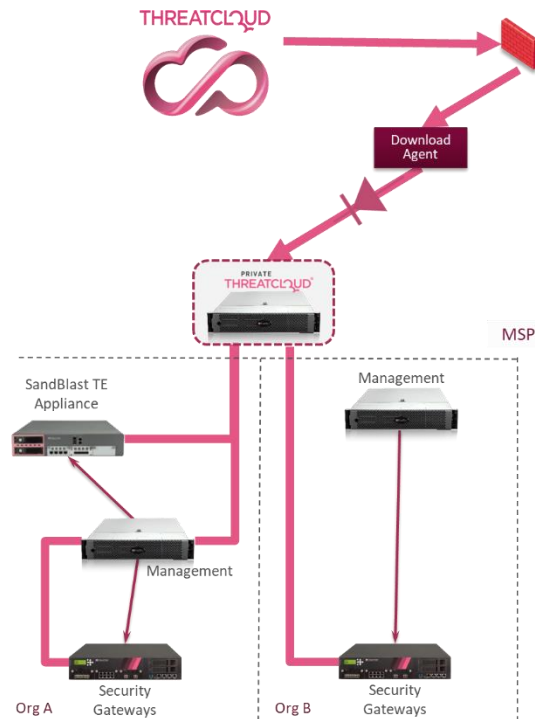 THREATCLOUD
Download
Agent
PRIVATE
THREATCLOUD
MSP
SandBlast TE
Appliance
Management
Management
Security
Gateways
Security
Gateways
Org A
Org B